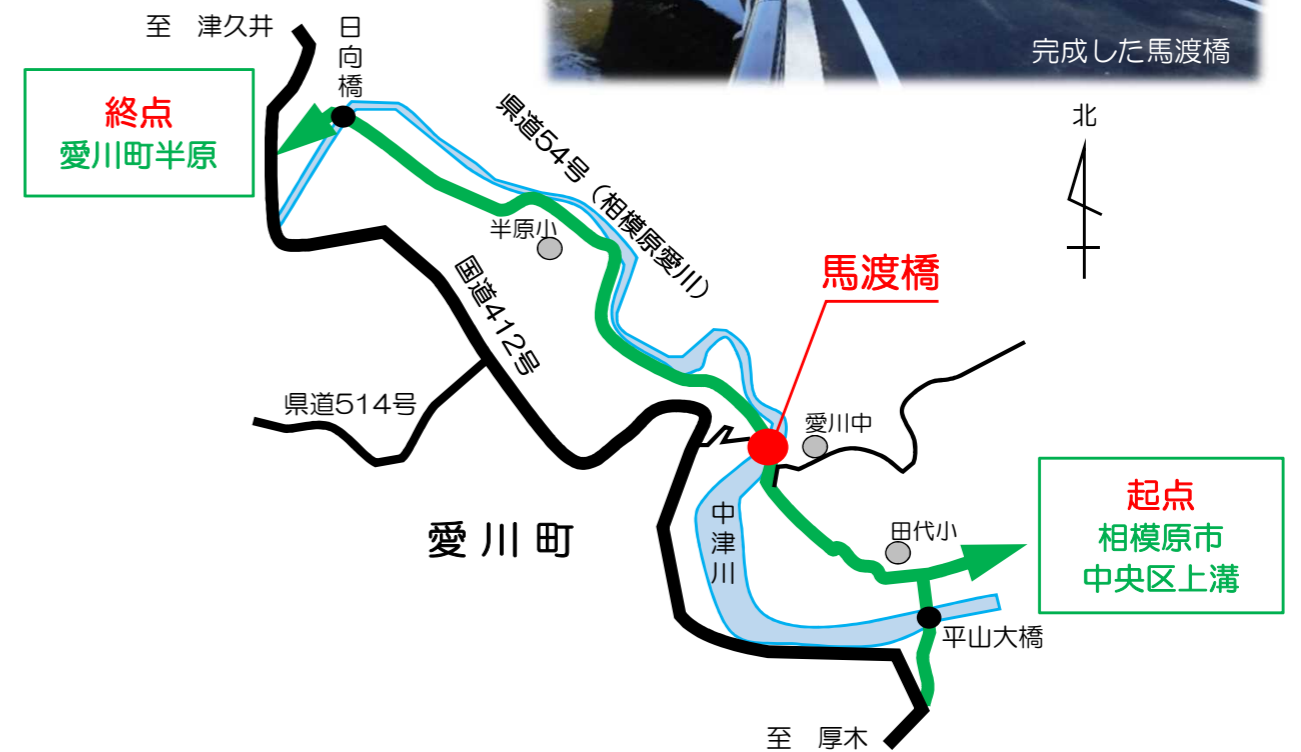 完成した馬渡橋
至 津久井
日向橋
終点
愛川町半原
北
県道54号(相模原愛川)
半原小
国道412号
馬渡橋
県道514号
愛川中
起点
相模原市
中央区上溝
中津川
田代小
愛川町
平山大橋
至 厚木